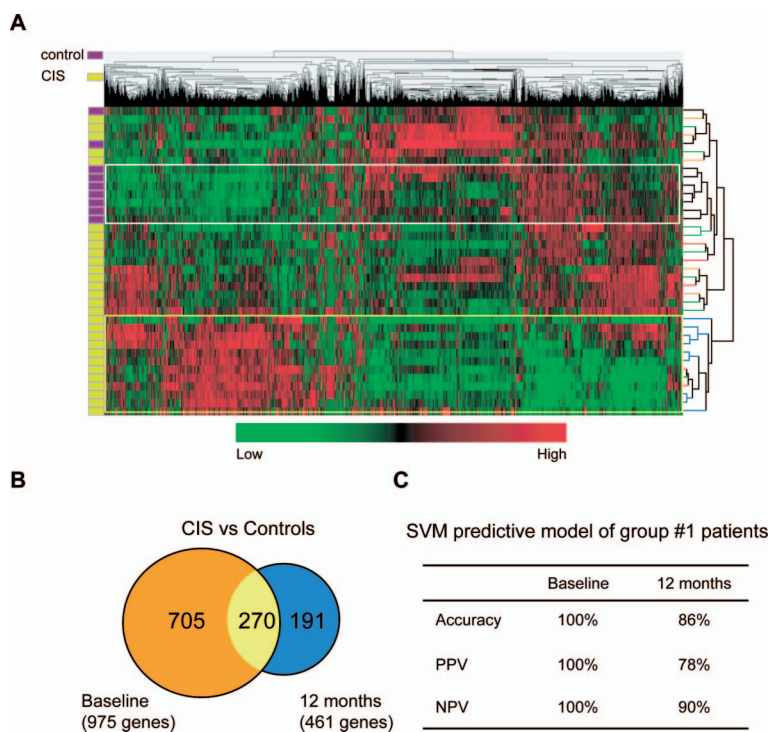 A
control
CIS
Low High
B
CIS vs Controls
705 270 191
Baseline
(975 genes)
12 months
(461 genes)
C
SVM predictive model of group #1 patients
Baseline 12 months
Accuracy 100% 86%
PPV 100% 78%
NPV 100% 90%